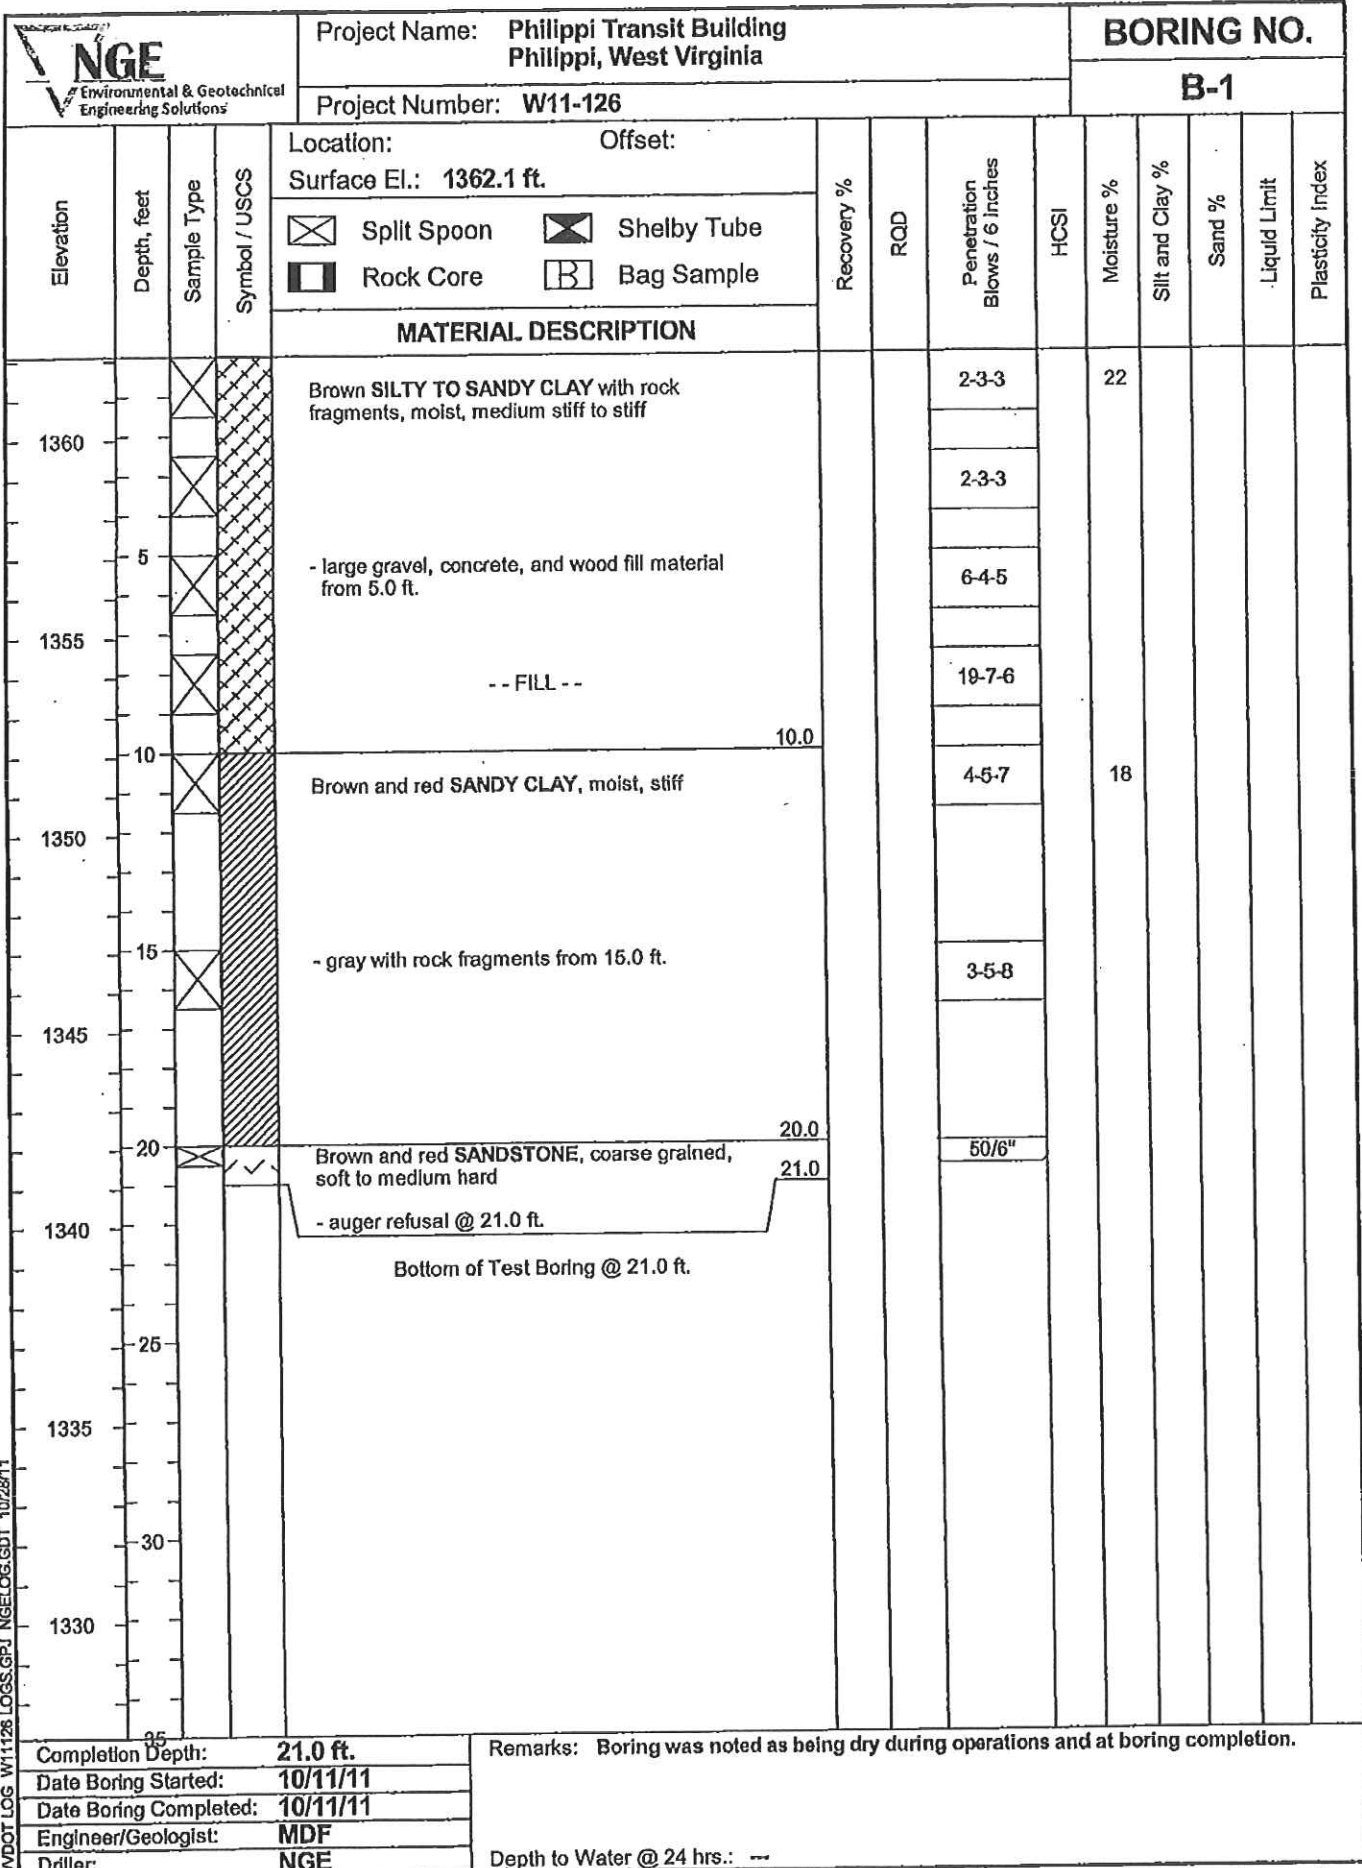 NGE
Environmental & Geotechnical
Engineering Solutions
Project Name: Philippi Transit Building
Philippi, West Virginia
Project Number: W11-126
BORING NO.
B-1
Elevation
Depth, feet
Sample Type
Symbol / USCS
Location: Offset:
Surface El.: 1362.1 ft.
Split Spoon Shelby Tube
Rock Core B Bag Sample
MATERIAL DESCRIPTION
Recovery %
RQD
Penetration
Blows / 6 Inches
HCSI
Moisture %
Silt and Clay %
Sand %
Liquid Limit
Plasticity Index
Brown SILTY TO SANDY CLAY with rock
fragments, moist, medium stiff to stiff
2-3-3 22
1360
2-3-3
5
- large gravel, concrete, and wood fill material
from 5.0 ft.
6-4-5
1355
- - FILL - -
19-7-6
10.0
10
Brown and red SANDY CLAY, moist, stiff
4-5-7 18
1350
15
- gray with rock fragments from 15.0 ft.
3-5-8
1345
20.0
20
Brown and red SANDSTONE, coarse grained,
soft to medium hard
50/6"
21.0
1340
- auger refusal @ 21.0 ft.
Bottom of Test Boring @ 21.0 ft.
25
1335
30
1330
35
Completion Depth: 21.0 ft.
Date Boring Started: 10/11/11
Date Boring Completed: 10/11/11
Engineer/Geologist: MDF
Driller: NGE
Remarks: Boring was noted as being dry during operations and at boring completion.
Depth to Water @ 24 hrs.: ---
LOG W11126 LOGS.GPJ NGELOG.GDT 10/28/11